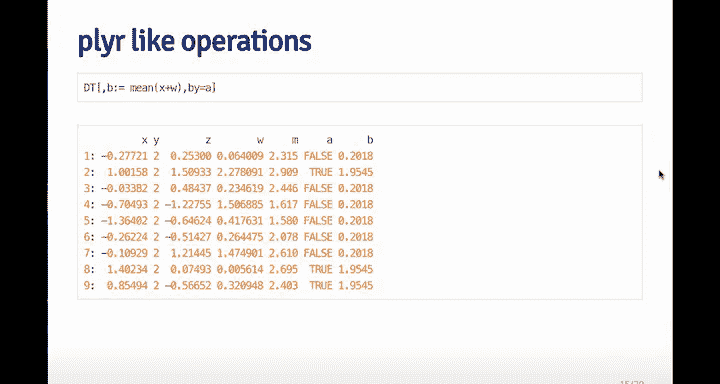 plyr like operations
DT[,b:= mean(x+w),by=a]
x y z w m a b
1: -0.27721 2 0.25300 0.064009 2.315 FALSE 0.2018
2: 1.00158 2 1.50933 2.278091 2.909 TRUE 1.9545
3: -0.03382 2 0.48437 0.234619 2.446 FALSE 0.2018
4: -0.70493 2 -1.22755 1.506885 1.617 FALSE 0.2018
5: -1.36402 2 -0.64624 0.417631 1.580 FALSE 0.2018
6: -0.26224 2 -0.51427 0.264475 2.078 FALSE 0.2018
7: -0.10929 2 1.21445 1.474901 2.610 FALSE 0.2018
8: 1.40234 2 0.07493 0.005614 2.695 TRUE 1.9545
9: 0.85494 2 -0.56652 0.320948 2.403 TRUE 1.9545